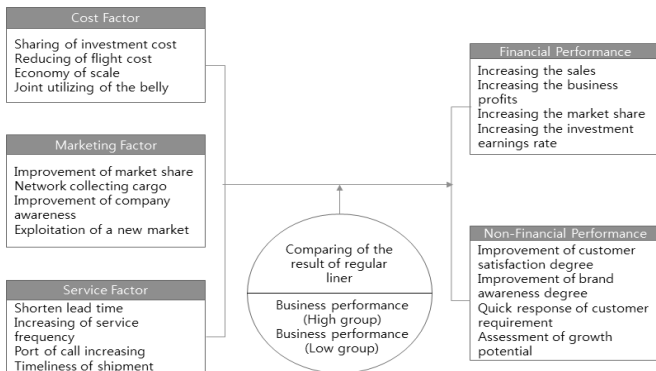 Cost Factor
Sharing of investment cost
Reducing of flight cost
Economy of scale
Joint utilizing of the belly
Marketing Factor
Improvement of market share
Network collecting cargo
Improvement of company
awareness
Exploitation of a new market
Service Factor
Shorten lead time
Increasing of service
frequency
Port of call increasing
Timeliness of shipment
Comparing of the
result of regular
liner
Business performance
(High group)
Business performance
(Low group)
Financial Performance
Increasing the sales
Increasing the business
profits
Increasing the market share
Increasing the investment
earnings rate
Non-Financial Performance
Improvement of customer
satisfaction degree
Improvement of brand
awareness degree
Quick response of customer
requirement
Assessment of growth
potential